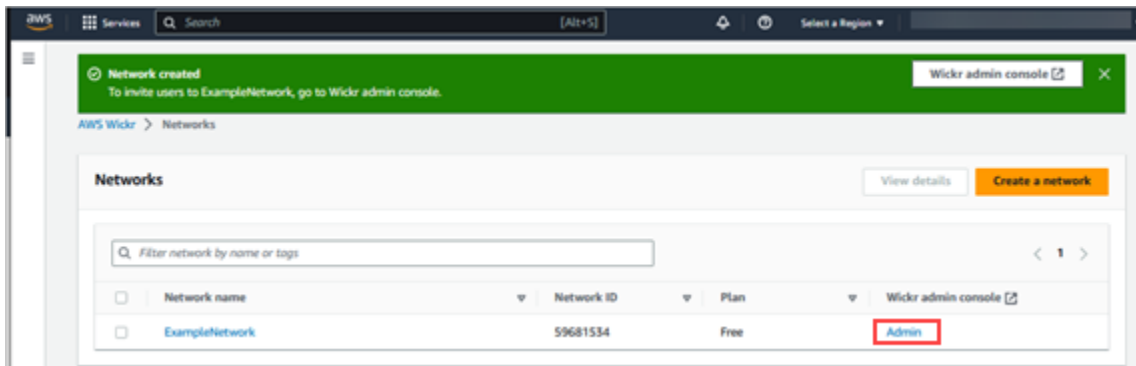 aws Services Search [Alt+S] Select a Region
Network created Wickr admin console
To invite users to ExampleNetwork, go to Wickr admin console.
AWS Wickr > Networks
Networks View details Create a network
Filter network by name or tags < 1 >
Network name Network ID Plan Wickr admin console
ExampleNetwork 59681534 Free Admin